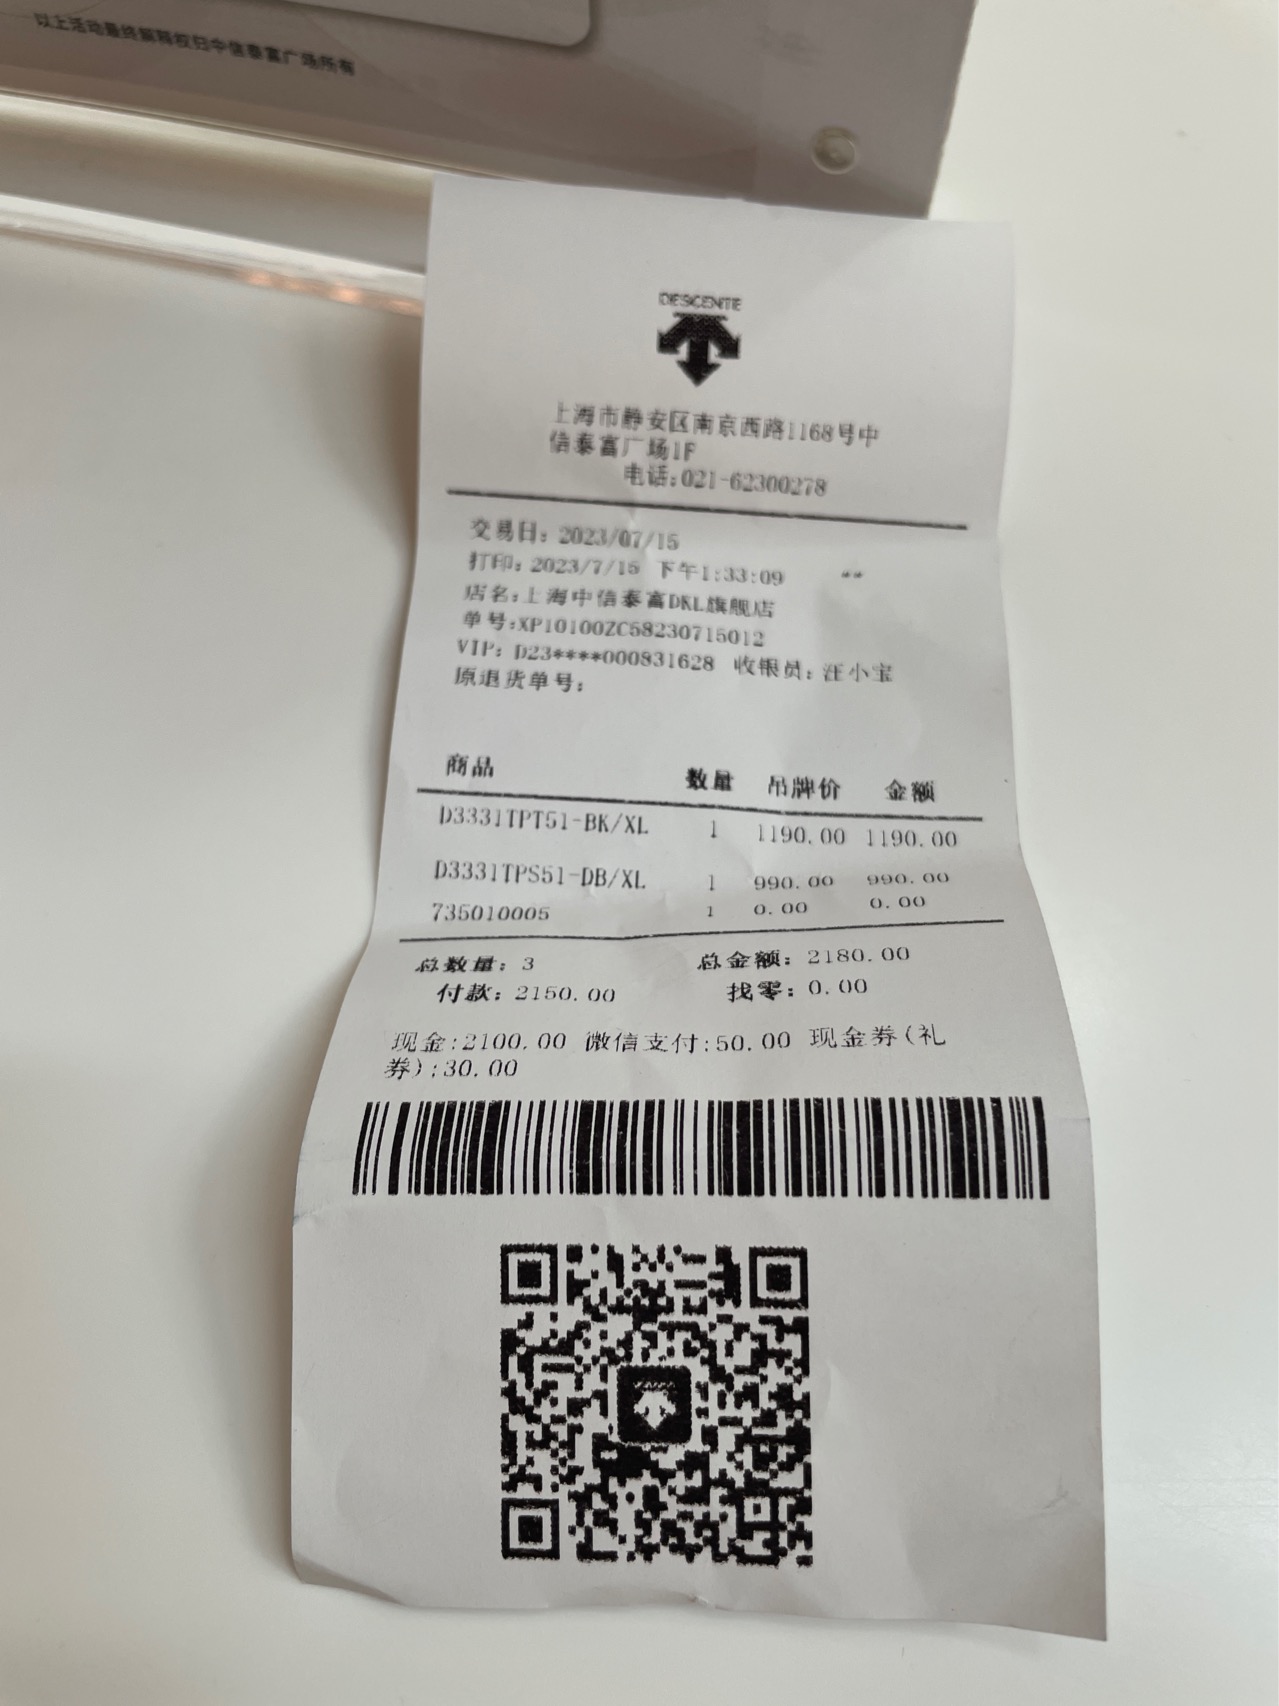 以上活动最终解释权归中信泰富广场所有
DESCENTE
上海市静安区南京西路1168号中
信泰富广场1F
电话:021-62300278
交易日: 2023/07/15
打印: 2023/7/15 下午1:33:09 **
店名:上海中信泰富DKL旗舰店
单号:XP10100ZC58230715012
VIP: D23****000831628 收银员: 汪小宝
原退货单号:
商品 数量 吊牌价 金额
D3331TPT51-BK/XL 1 1190.00 1190.00
D3331TPS51-DB/XL 1 990.00 990.00
735010005 1 0.00 0.00
总数量: 3 总金额: 2180.00
付款: 2150.00 找零: 0.00
现金:2100.00 微信支付:50.00 现金券(礼
券):30.00